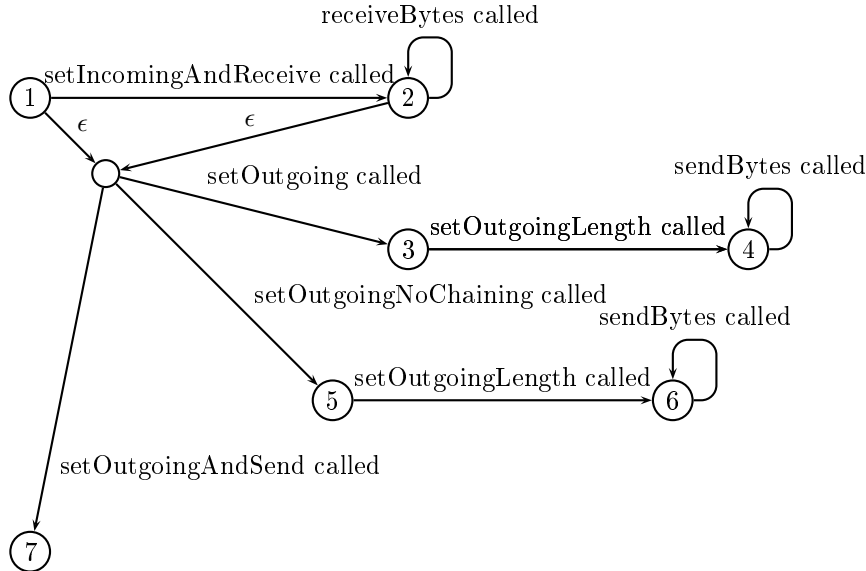 receiveBytes called
setIncomingAndReceive called
1
2
ϵ
ϵ
sendBytes called
setOutgoing called
setOutgoingLength called
3
4
setOutgoingNoChaining called
sendBytes called
setOutgoingLength called
5
6
setOutgoingAndSend called
7